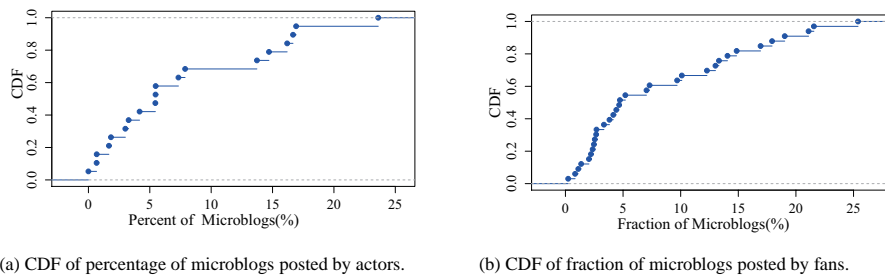 CDF
0.0 0.2 0.4 0.6 0.8 1.0
0 5 10 15 20 25
Percent of Microblogs(%)
(a) CDF of percentage of microblogs posted by actors.
CDF
0.0 0.2 0.4 0.6 0.8 1.0
0 5 10 15 20 25
Fraction of Microblogs(%)
(b) CDF of fraction of microblogs posted by fans.